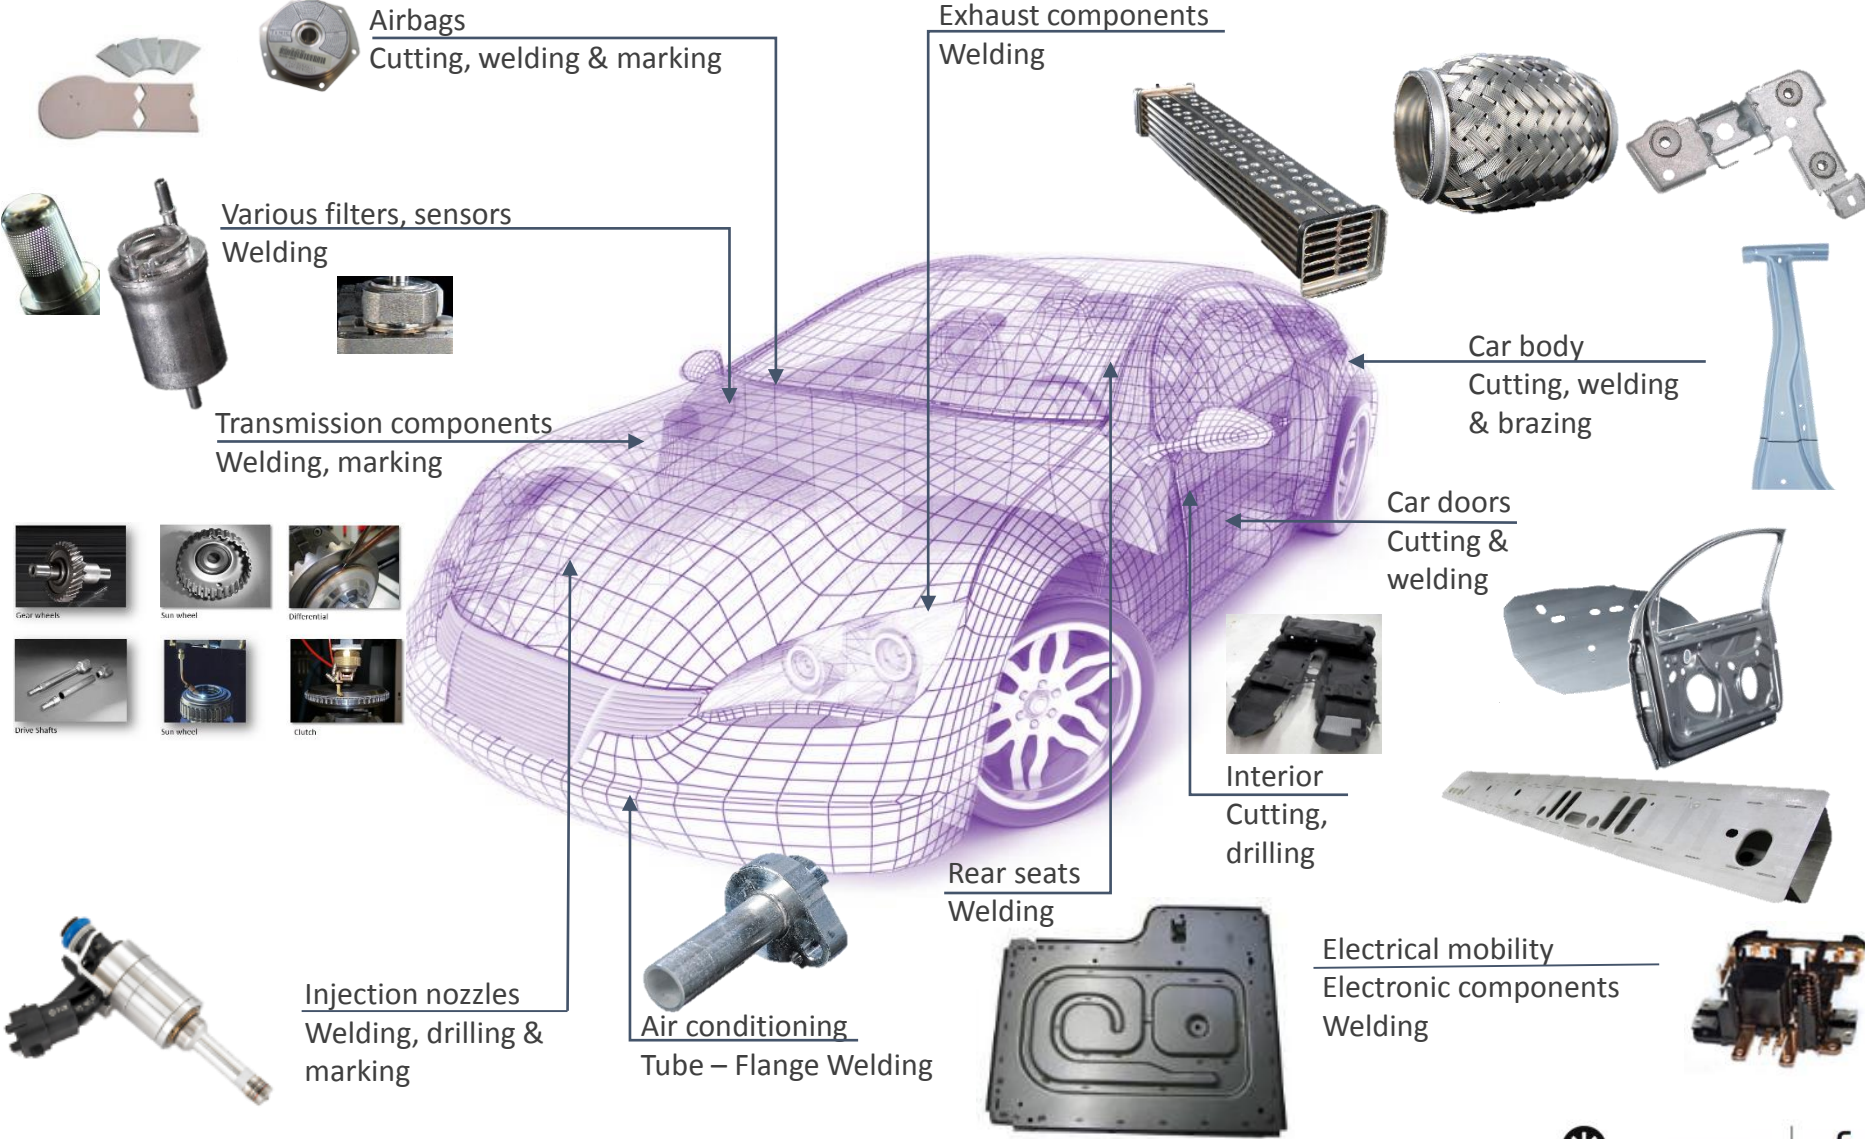 Airbags
Cutting, welding & marking
Exhaust components
Welding
Various filters, sensors
Welding
Car body
Cutting, welding
& brazing
Transmission components
Welding, marking
Car doors
Cutting &
welding
Gear wheels
Sun wheel
Differential
Drive Shafts
Sun wheel
Clutch
Interior
Cutting,
drilling
Rear seats
Welding
Electrical mobility
Electronic components
Welding
Injection nozzles
Welding, drilling &
marking
Air conditioning
Tube – Flange Welding